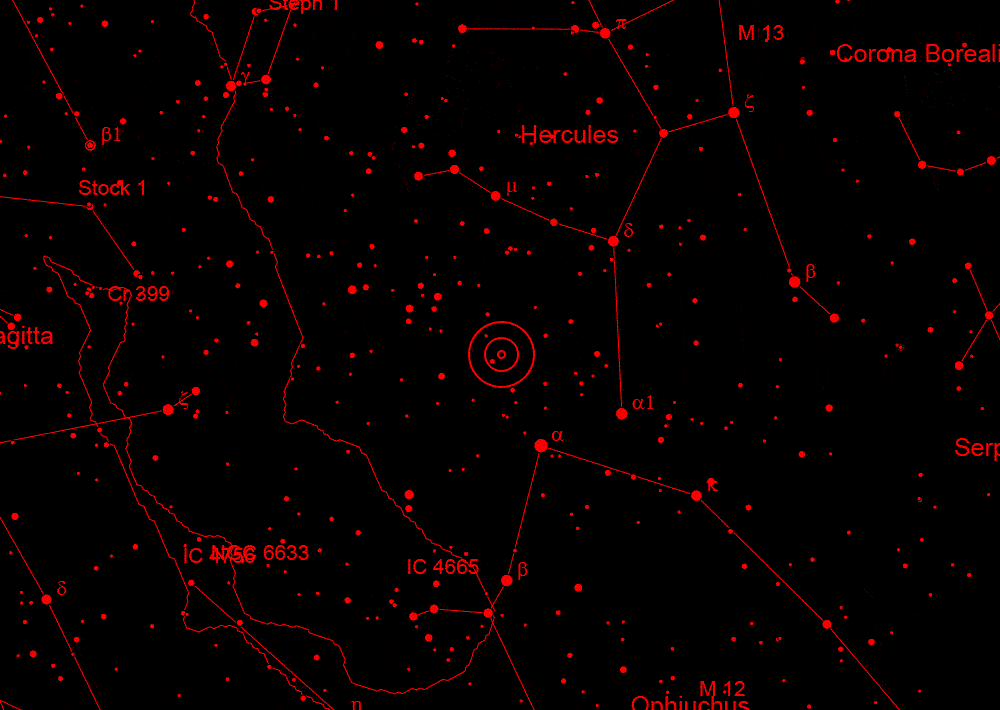 Steph 1
π
M 13
Corona Boreali
γ
ζ
β1
Hercules
Stock 1
μ
δ
β
Cr 399
agitta
ξ
α1
α
Serp
κ
IC 4756
NGC 6633
IC 4665
β
δ
M 12
η
Ophiuchus